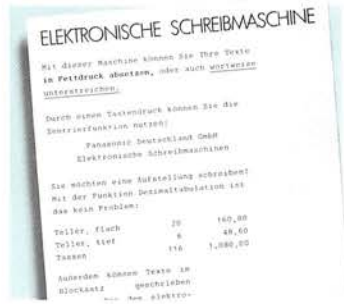 ELEKTRONISCHE SCHREIBMASCHINE
Mit dieser Maschine können Sie Ihre Texte
in Fettdruck absetzen, oder auch wortweise
unterstreichen.
Durch einen Tastendruck können Sie die
Zentrierfunktion nutzen:
Panasonic Deutschland GmbH
Elektronische Schreibmaschinen
Sie möchten eine Aufstellung schreiben?
Mit der Funktion Dezimaltabulation ist
das kein Problem:
Teller, flach 20 160,00
Teller, tief 6 48,60
Tassen 116 1.080,00
Außerdem können Texte im
Blocksatz geschrieben
der elektro-